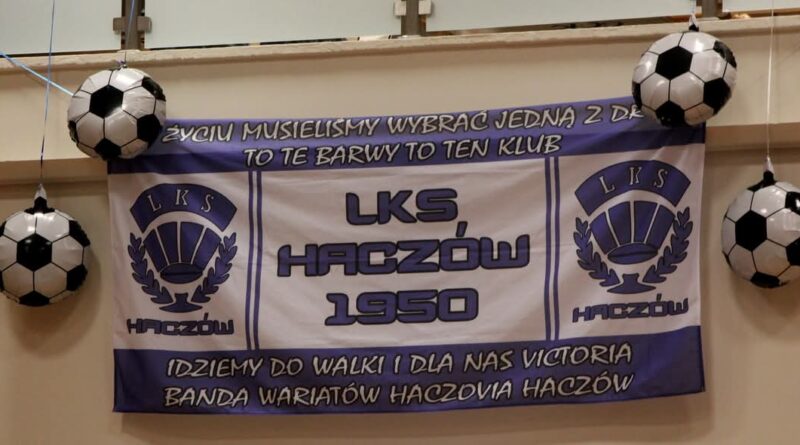 ŻYCIU MUSIELIŚMY WYBRAĆ JEDNĄ Z
TO TE BARWY TO TEN KLUB
LKS
HACZÓW
LKS
HACZÓW
1950
LKS
HACZÓW
IDZIEMY DO WALKI I DLA NAS VICTORIA
BANDA WARIATÓW HACZOVIA HACZÓW